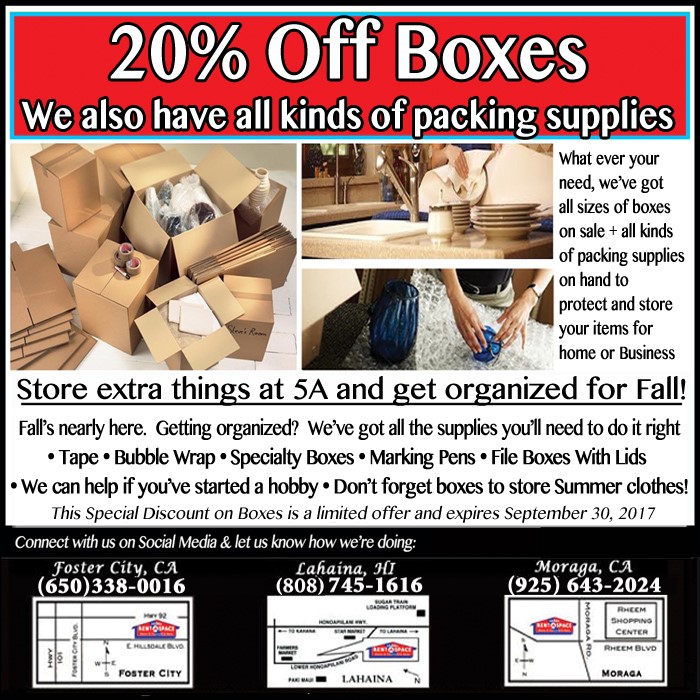 20% Off Boxes
We also have all kinds of packing supplies
What ever your
need, we've got
all sizes of boxes
on sale + all kinds
of packing supplies
on hand to
protect and store
your items for
home or Business
Store extra things at 5A and get organized for Fall!
Fall's nearly here. Getting organized? We've got all the supplies you'll need to do it right
• Tape • Bubble Wrap • Specialty Boxes • Marking Pens • File Boxes With Lids
• We can help if you've started a hobby • Don't forget boxes to store Summer clothes!
This Special Discount on Boxes is a limited offer and expires September 30, 2017
Connect with us on Social Media & let us know how we're doing:
Foster City, CA
(650)338-0016
HWY 92
FOSTER CITY BLVD.
RENT A SPACE
E. HILLSDALE BLVD.
HWY
101
N
W
E
S
FOSTER CITY
Lahaina, HI
(808) 745-1616
SUGAR TRAIN
LOADING PLATFORM
HONOAPIILANI HWY.
← TO KAHANA
STAR MARKET
TO LAHAINA →
FARMERS
MARKET
RENT A SPACE
LOWER HONOAPIILANI ROAD
PAKI MAUI
LAHAINA
N
Moraga, CA
(925) 643-2024
RENT A SPACE
MORAGA RD
RHEEM
SHOPPING
CENTER
RHEEM BLVD
N
W
E
S
MORAGA